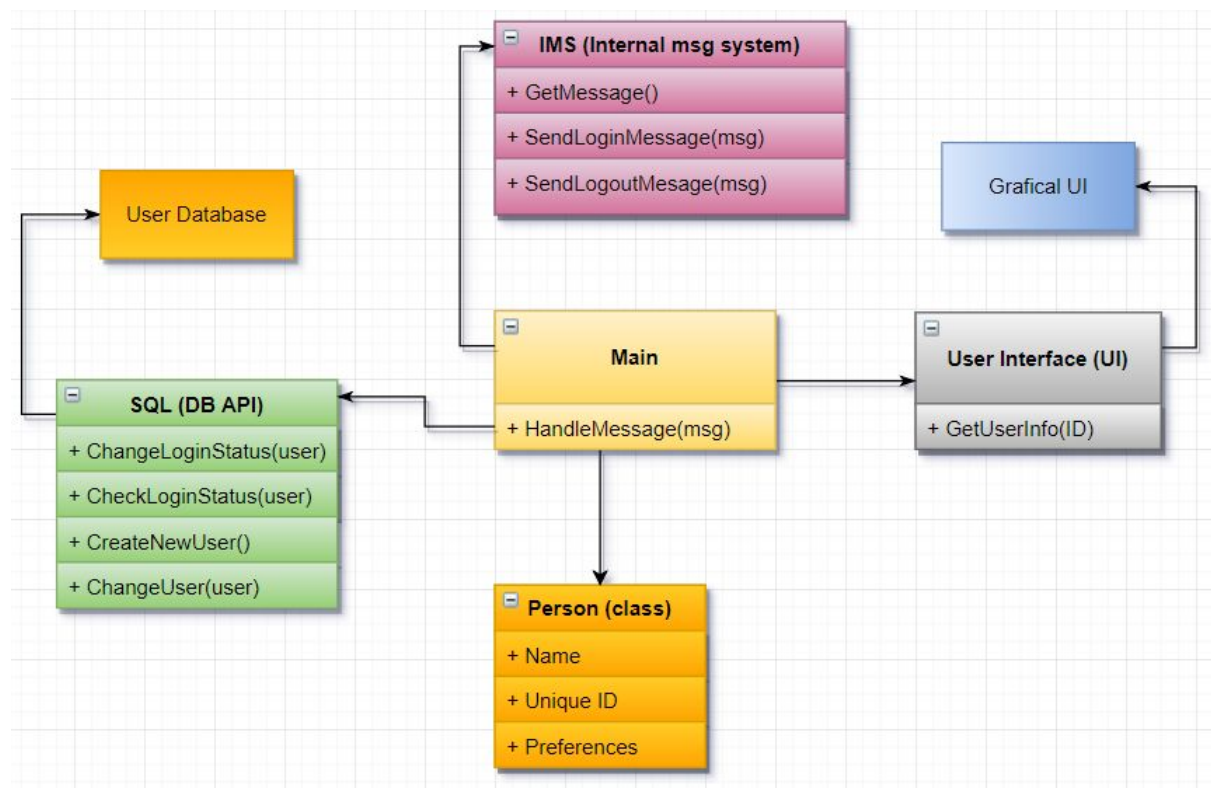 IMS (Internal msg system)
+ GetMessage()
+ SendLoginMessage(msg)
+ SendLogoutMesage(msg)
Grafical UI
User Database
Main
+ HandleMessage(msg)
User Interface (UI)
+ GetUserInfo(ID)
SQL (DB API)
+ ChangeLoginStatus(user)
+ CheckLoginStatus(user)
+ CreateNewUser()
+ ChangeUser(user)
Person (class)
+ Name
+ Unique ID
+ Preferences